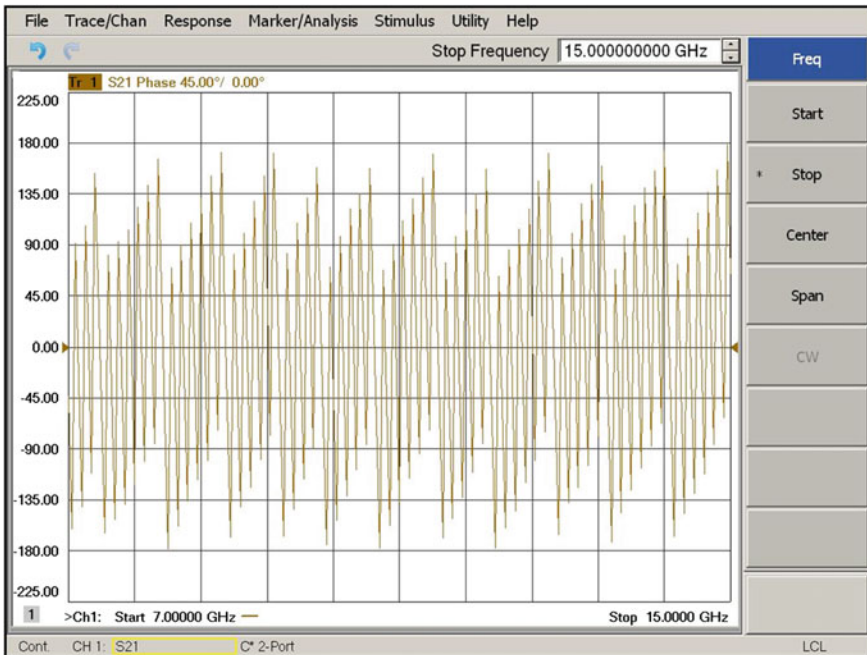 File Trace/Chan Response Marker/Analysis Stimulus Utility Help
Stop Frequency 15.000000000 GHz
Tr 1 S21 Phase 45.00°/ 0.00°
225.00
180.00
135.00
90.00
45.00
0.00
-45.00
-90.00
-135.00
-180.00
-225.00
1 >Ch1: Start 7.00000 GHz Stop 15.0000 GHz
Cont. CH 1: S21 C* 2-Port LCL
Freq
Start
* Stop
Center
Span
CW